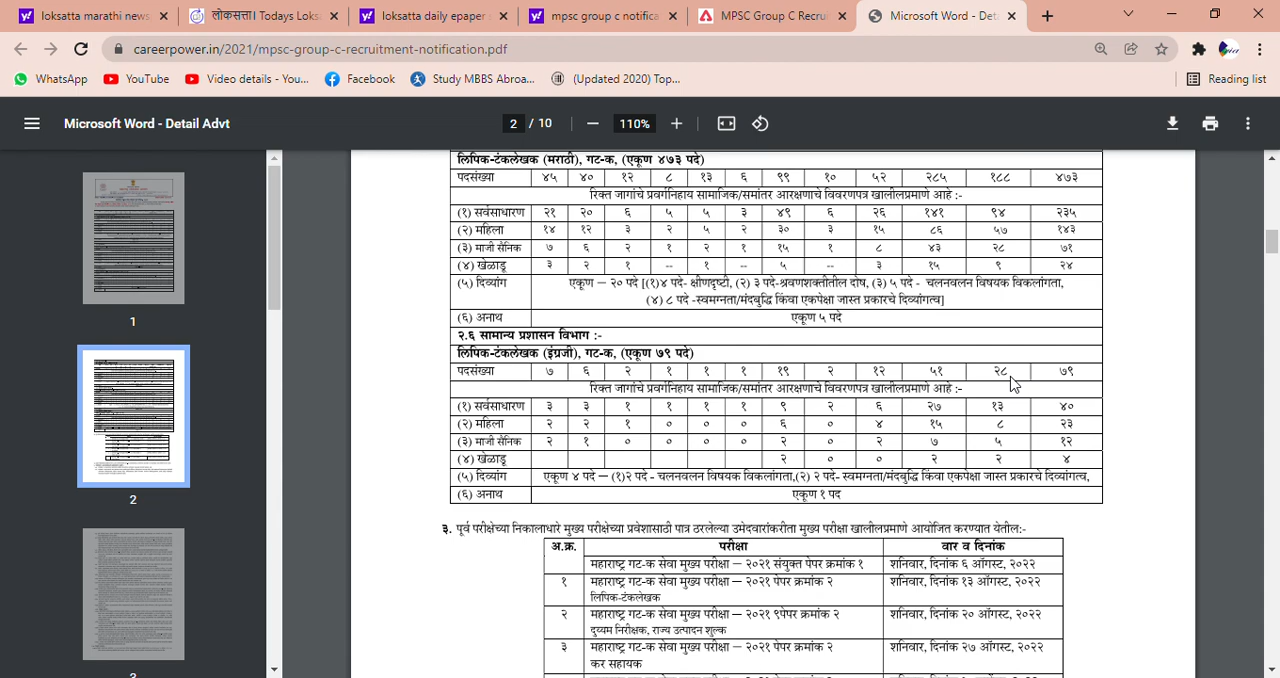 loksatta marathi news
लोकसत्ता। Todays Loks
loksatta daily epaper
mpsc group c notifica
MPSC Group C Recru
Microsoft Word - Det
careerpower.in/2021/mpsc-group-c-recruitment-notification.pdf
WhatsApp YouTube Video details - You... Facebook Study MBBS Abroa... (Updated 2020) Top... Reading list
Microsoft Word - Detail Advt 2 / 10 110%
1
2
लिपिक-टंकलेखक (मराठी), गट-क, (एकूण ४७३ पदे)
पदसंख्या ४५ ४० १२ ८ १३ ६ ९९ १० ५२ २८५ १८८ ४७३
रिक्त जागांचे प्रवर्गनिहाय सामाजिक/समांतर आरक्षणाचे विवरणपत्र खालीलप्रमाणे आहे :-
(१) सर्वसाधारण २१ २० ६ ५ ५ ३ ४९ ६ २६ १४१ ९४ २३५
(२) महिला १४ १२ ३ २ ५ २ ३० ३ १५ ८६ ५७ १४३
(३) माजी सैनिक ७ ६ २ १ २ १ १५ १ ८ ४३ २८ ७१
(४) खेळाडू ३ २ १ -- १ -- ५ -- ३ १५ ९ २४
(५) दिव्यांग एकूण – २० पदे [(१)४ पदे- क्षीणदृष्टी, (२) ३ पदे-श्रवणशक्तीतील दोष, (३) ५ पदे - चलनवलन विषयक विकलांगता,
(४) ८ पदे -स्वमग्नता/मंदबुद्धि किंवा एकपेक्षा जास्त प्रकारचे दिव्यांगत्व]
(६) अनाथ एकूण ५ पदे
२.६ सामान्य प्रशासन विभाग :-
लिपिक-टंकलेखक (इंग्रजी), गट-क, (एकूण ७९ पदे)
पदसंख्या ७ ६ २ १ १ १ १९ २ १२ ५१ २८ ७९
रिक्त जागांचे प्रवर्गनिहाय सामाजिक/समांतर आरक्षणाचे विवरणपत्र खालीलप्रमाणे आहे :-
(१) सर्वसाधारण ३ ३ १ १ १ १ ९ २ ६ २७ १३ ४०
(२) महिला २ २ १ ० ० ० ६ ० ४ १५ ८ २३
(३) माजी सैनिक २ १ ० ० ० ० २ ० २ ७ ५ १२
(४) खेळाडू २ ० ० २ २ ४
(५) दिव्यांग एकूण ४ पदे – (१)२ पदे - चलनवलन विषयक विकलांगता,(२) २ पदे- स्वमग्नता/मंदबुद्धि किंवा एकपेक्षा जास्त प्रकारचे दिव्यांगत्व,
(६) अनाथ एकूण १ पद
३. पूर्व परीक्षेच्या निकालाधारे मुख्य परीक्षेच्या प्रवेशासाठी पात्र ठरलेल्या उमेदवारांकरीता मुख्य परीक्षा खालीलप्रमाणे आयोजित करण्यात येतील:-
अ.क्र. परीक्षा वार व दिनांक
महाराष्ट्र गट-क सेवा मुख्य परीक्षा – २०२१ संयुक्त पेपर क्रमांक १ शनिवार, दिनांक ६ ऑगस्ट, २०२२
१ महाराष्ट्र गट-क सेवा मुख्य परीक्षा – २०२१ पेपर क्रमांक २ शनिवार, दिनांक १३ ऑगस्ट, २०२२
लिपिक-टंकलेखक
२ महाराष्ट्र गट-क सेवा मुख्य परीक्षा – २०२१ ९पेपर क्रमांक २ शनिवार, दिनांक २० ऑगस्ट, २०२२
दुय्यम निरीक्षक, राज्य उत्पादन शुल्क
३ महाराष्ट्र गट-क सेवा मुख्य परीक्षा – २०२१ पेपर क्रमांक २ शनिवार, दिनांक २७ ऑगस्ट, २०२२
कर सहायक